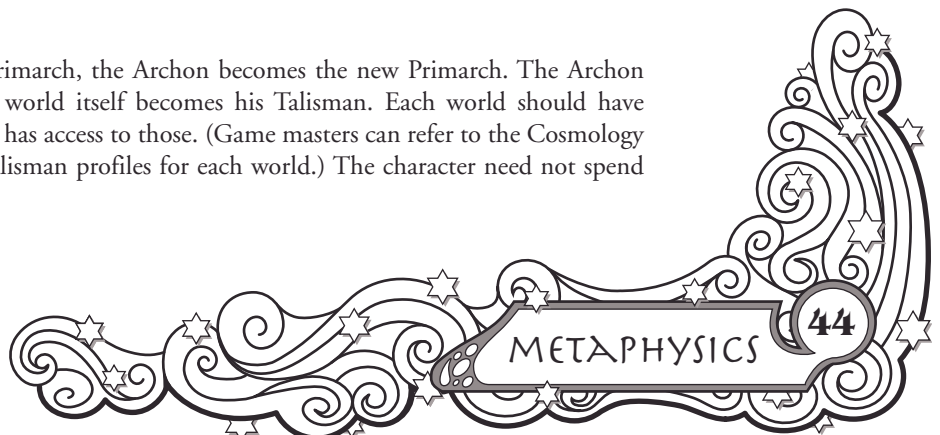 rimarch, the Archon becomes the new Primarch. The Archon
world itself becomes his Talisman. Each world should have
has access to those. (Game masters can refer to the Cosmology
lisman profiles for each world.) The character need not spend
METAPHYSICS
44